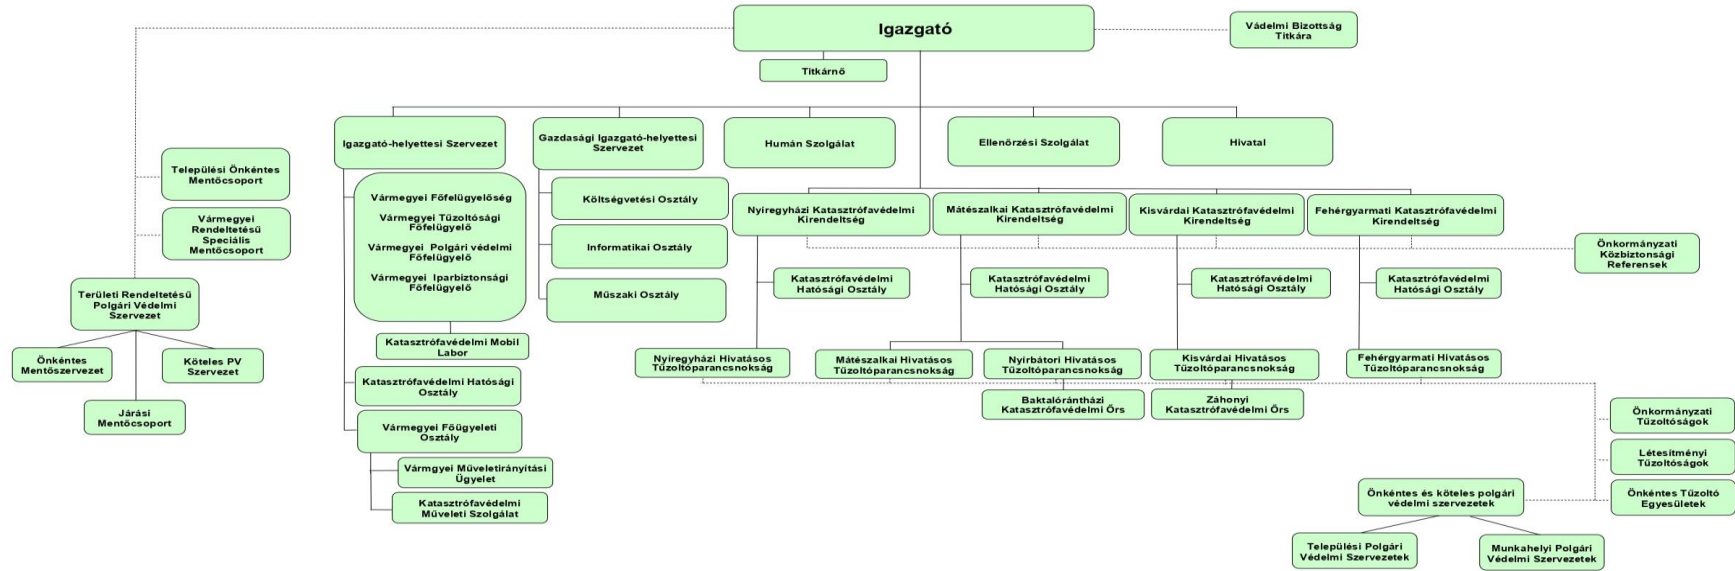 Igazgató
Vádelmi Bizottság
Titkára
Titkárnő
Igazgató-helyettesi Szervezet
Gazdasági Igazgató-helyettesi
Szervezet
Humán Szolgálat
Ellenőrzési Szolgálat
Hivatal
Települési Önkéntes
Mentőcsoport
Vármegyei
Rendeltetésű
Speciális
Mentőcsoport
Területi Rendeltetésű
Polgári Védelmi
Szervezet
Önkéntes
Mentőszervezet
Köteles PV
Szervezet
Járási
Mentőcsoport
Vármegyei Főfelügyelőség
Vármegyei Tűzoltósági
Főfelügyelő
Vármegyei Polgári védelmi
Főfelügyelő
Vármegyei Iparbiztonsági
Főfelügyelő
Katasztrófavédelmi Mobil
Labor
Katasztrófavédelmi Hatósági
Osztály
Vármegyei Főügyeleti
Osztály
Vármgyei Műveletirányítási
Ügyelet
Katasztrófavédelmi
Műveleti Szolgálat
Költségvetési Osztály
Informatikai Osztály
Műszaki Osztály
Nyíregyházi Katasztrófavédelmi
Kirendeltség
Mátészalkai Katasztrófavédelmi
Kirendeltség
Kisvárdai Katasztrófavédelmi
Kirendeltség
Fehérgyarmati Katasztrófavédelmi
Kirendeltség
Önkormányzati
Közbiztonsági
Referensek
Katasztrófavédelmi
Hatósági Osztály
Katasztrófavédelmi
Hatósági Osztály
Katasztrófavédelmi
Hatósági Osztály
Katasztrófavédelmi
Hatósági Osztály
Nyíregyházi Hivatásos
Tűzoltóparancsnokság
Mátészalkai Hivatásos
Tűzoltóparancsnokság
Nyírbátori Hivatásos
Tűzoltóparancsnokság
Kisvárdai Hivatásos
Tűzoltóparancsnokság
Fehérgyarmati Hivatásos
Tűzoltóparancsnokság
Baktalórántházi
Katasztrófavédelmi Őrs
Záhonyi
Katasztrófavédelmi Őrs
Önkormányzati
Tűzoltóságok
Létesítményi
Tűzoltóságok
Önkéntes Tűzoltó
Egyesületek
Önkéntes és köteles polgári
védelmi szervezetek
Települési Polgári
Védelmi Szervezetek
Munkahelyi Polgári
Védelmi Szervezetek